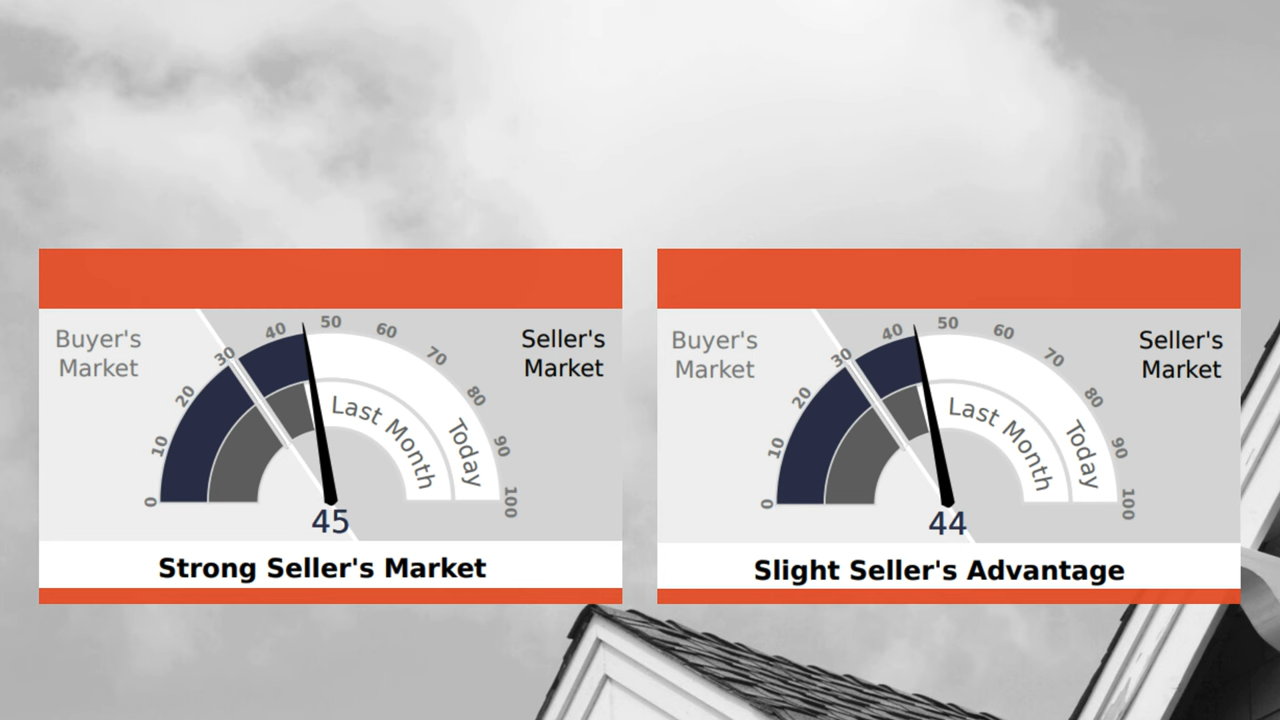 Buyer's
Market
Seller's
Market
0
10
20
30
40
50
60
70
80
90
100
Last Month
Today
45
Strong Seller's Market
Buyer's
Market
Seller's
Market
0
10
20
30
40
50
60
70
80
90
100
Last Month
Today
44
Slight Seller's Advantage